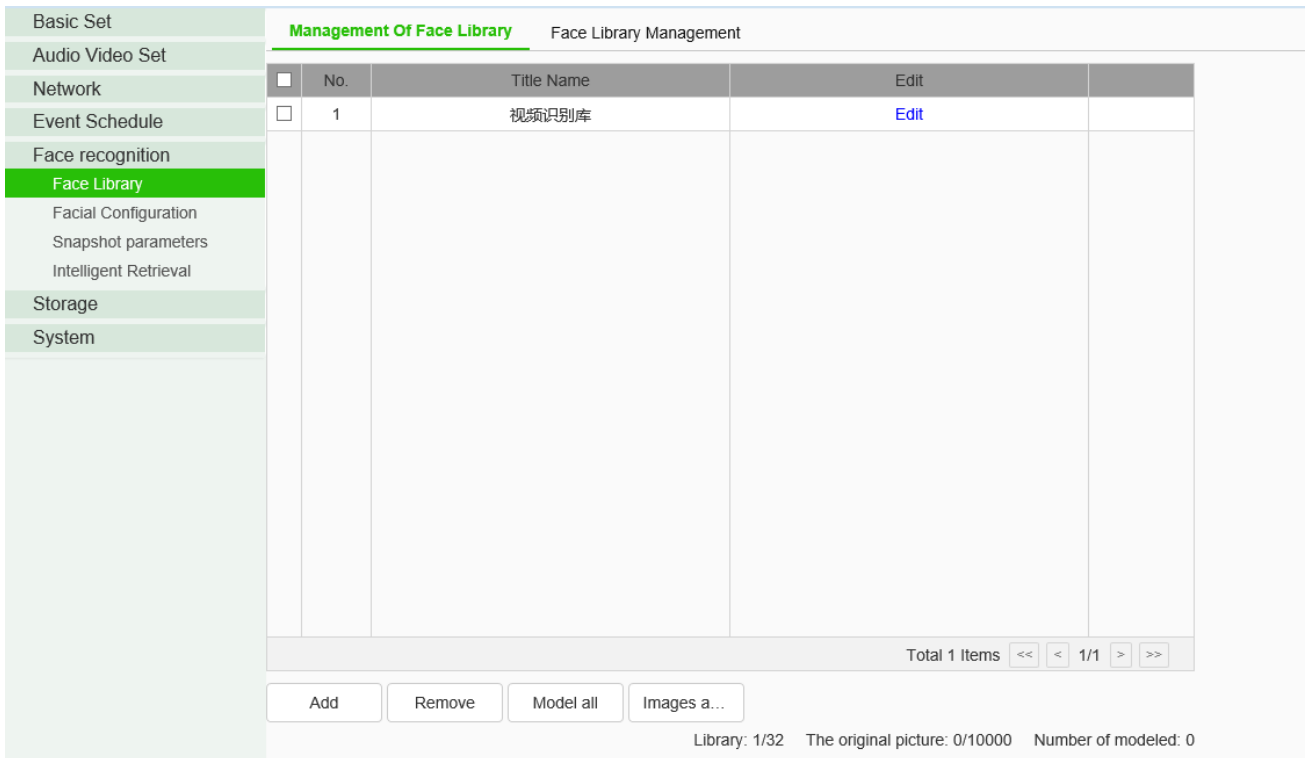 Basic Set
Audio Video Set
Network
Event Schedule
Face recognition
Face Library
Facial Configuration
Snapshot parameters
Intelligent Retrieval
Storage
System
Management Of Face Library Face Library Management
No. Title Name Edit
1 视频识别库 Edit
Total 1 Items << < 1/1 > >>
Add Remove Model all Images a...
Library: 1/32 The original picture: 0/10000 Number of modeled: 0